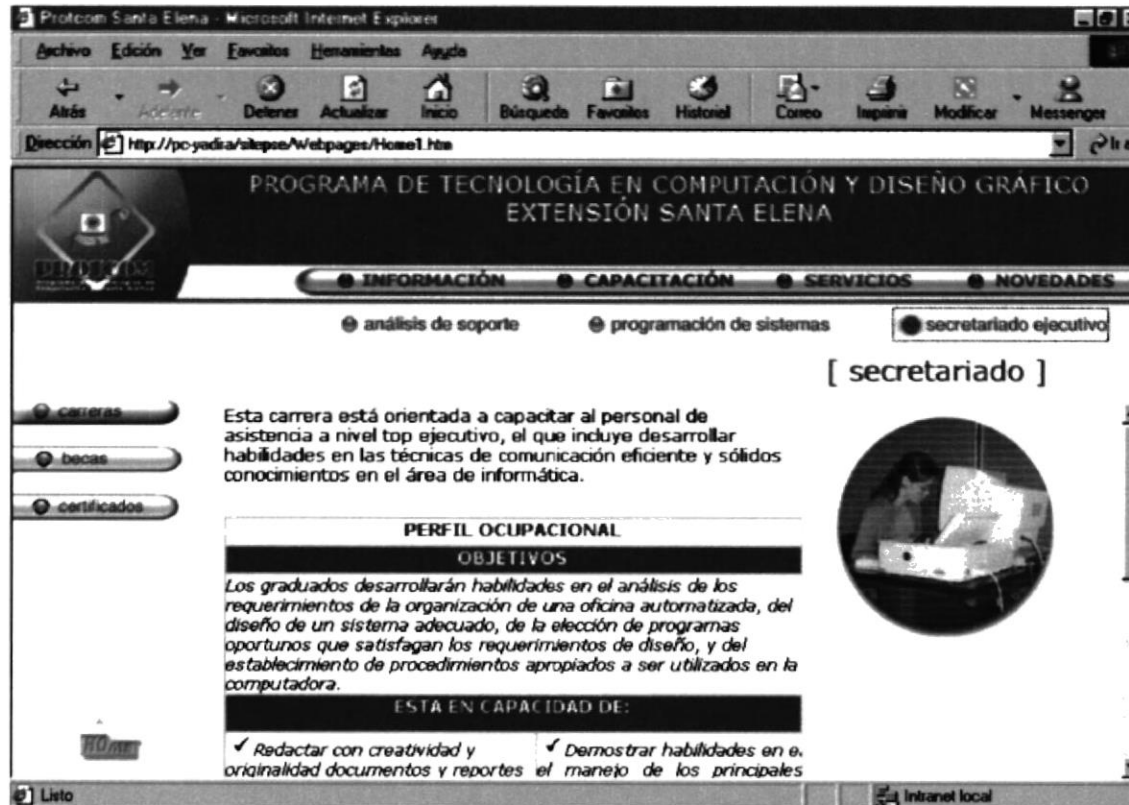 Protcom Santa Elena - Microsoft Internet Explorer
Archivo Edición Ver Favoritos Herramientas Ayuda
Atrás Adelante Detener Actualizar Inicio Búsqueda Favoritos Historial Correo Imprimir Modificar Messenger
Dirección http://pc-yadira/sitepse/Webpages/Home1.htm Ir a
PROGRAMA DE TECNOLOGÍA EN COMPUTACIÓN Y DISEÑO GRÁFICO
EXTENSIÓN SANTA ELENA
PROTCOM
INFORMACIÓN CAPACITACIÓN SERVICIOS NOVEDADES
análisis de soporte programación de sistemas secretariado ejecutivo
[ secretariado ]
carreras
becas
certificados
Esta carrera está orientada a capacitar al personal de
asistencia a nivel top ejecutivo, el que incluye desarrollar
habilidades en las técnicas de comunicación eficiente y sólidos
conocimientos en el área de informática.
PERFIL OCUPACIONAL
OBJETIVOS
Los graduados desarrollarán habilidades en el análisis de los
requerimientos de la organización de una oficina automatizada, del
diseño de un sistema adecuado, de la elección de programas
oportunos que satisfagan los requerimientos de diseño, y del
establecimiento de procedimientos apropiados a ser utilizados en la
computadora.
ESTA EN CAPACIDAD DE:
✓ Redactar con creatividad y
originalidad documentos y reportes
✓ Demostrar habilidades en e
el manejo de los principales
HOME
Listo Intranet local